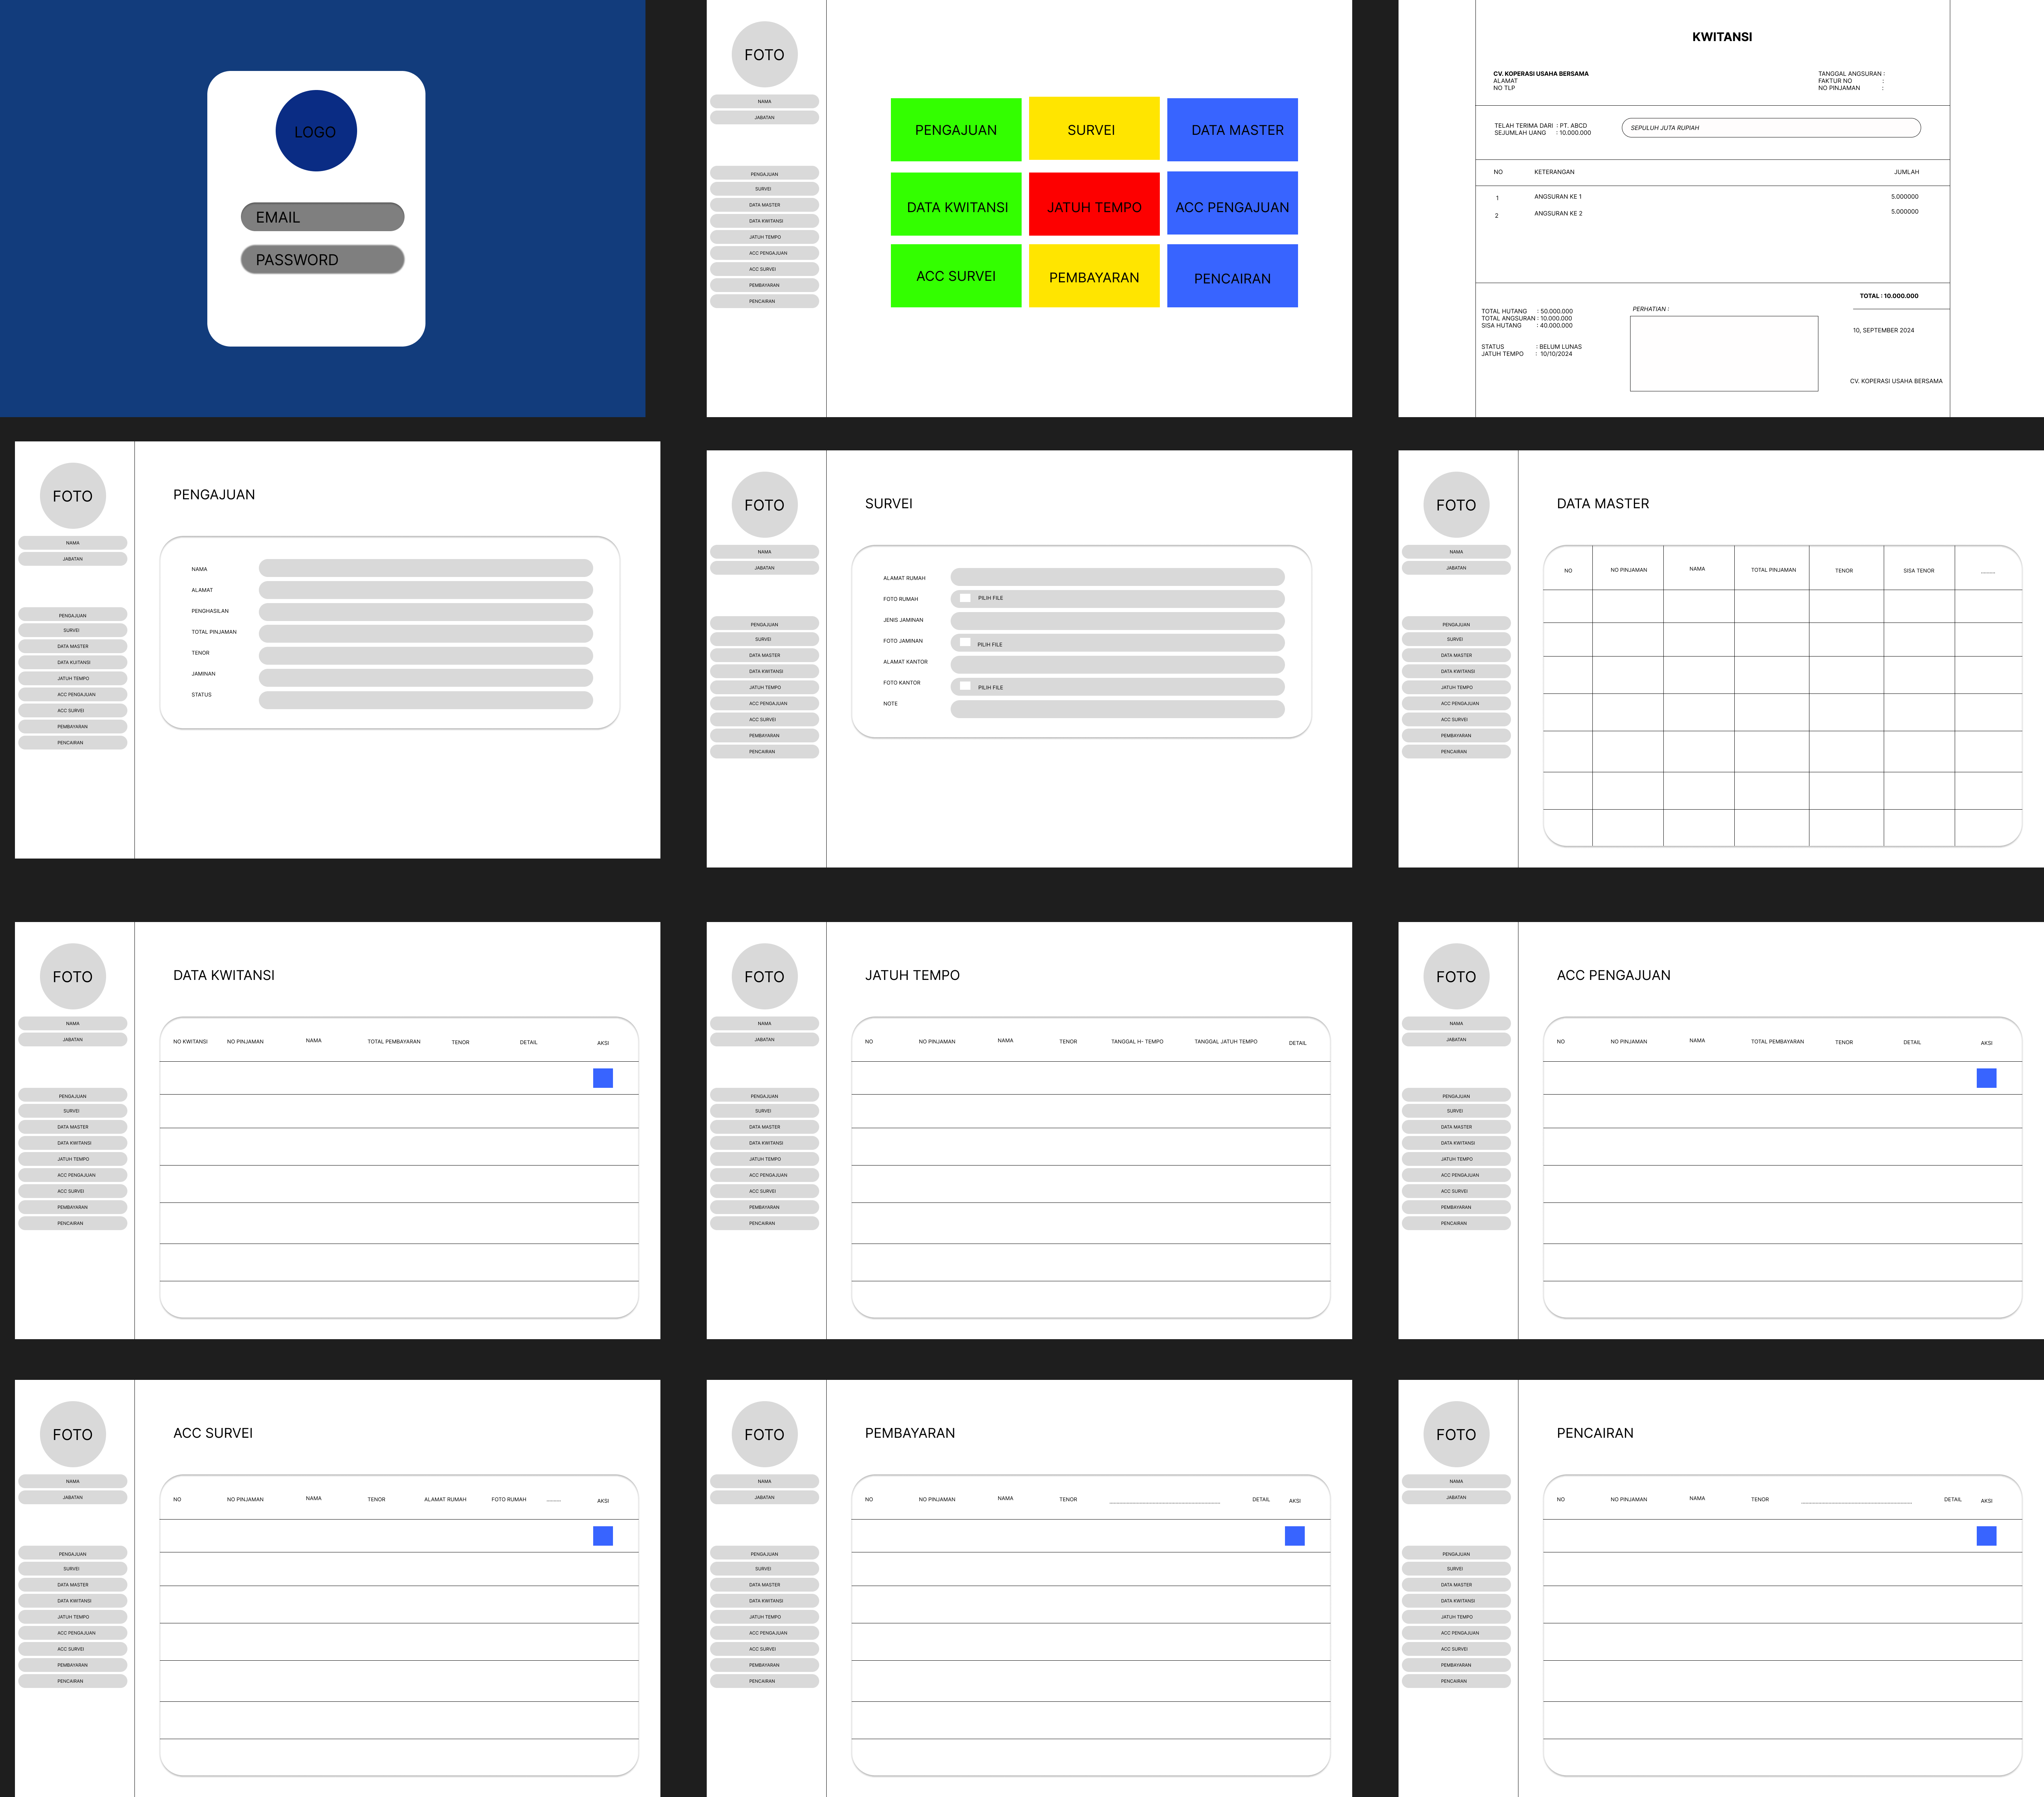 LOGO
EMAIL
PASSWORD
FOTO
NAMA
JABATAN
PENGAJUAN
SURVEI
DATA MASTER
DATA KWITANSI
JATUH TEMPO
ACC PENGAJUAN
ACC SURVEI
PEMBAYARAN
PENCAIRAN
PENGAJUAN SURVEI DATA MASTER
DATA KWITANSI JATUH TEMPO ACC PENGAJUAN
ACC SURVEI PEMBAYARAN PENCAIRAN
KWITANSI
CV. KOPERASI USAHA BERSAMA
ALAMAT
NO TLP
TANGGAL ANGSURAN :
FAKTUR NO :
NO PINJAMAN :
TELAH TERIMA DARI : PT. ABCD
SEJUMLAH UANG : 10.000.000
SEPULUH JUTA RUPIAH
NO KETERANGAN JUMLAH
1 ANGSURAN KE 1 5.000000
2 ANGSURAN KE 2 5.000000
TOTAL : 10.000.000
TOTAL HUTANG : 50.000.000
TOTAL ANGSURAN : 10.000.000
SISA HUTANG : 40.000.000
STATUS : BELUM LUNAS
JATUH TEMPO : 10/10/2024
PERHATIAN :
10, SEPTEMBER 2024
CV. KOPERASI USAHA BERSAMA
FOTO
NAMA
JABATAN
PENGAJUAN
SURVEI
DATA MASTER
DATA KUITANSI
JATUH TEMPO
ACC PENGAJUAN
ACC SURVEI
PEMBAYARAN
PENCAIRAN
PENGAJUAN
NAMA
ALAMAT
PENGHASILAN
TOTAL PINJAMAN
TENOR
JAMINAN
STATUS
FOTO
NAMA
JABATAN
PENGAJUAN
SURVEI
DATA MASTER
DATA KWITANSI
JATUH TEMPO
ACC PENGAJUAN
ACC SURVEI
PEMBAYARAN
PENCAIRAN
SURVEI
ALAMAT RUMAH
FOTO RUMAH PILIH FILE
JENIS JAMINAN
FOTO JAMINAN PILIH FILE
ALAMAT KANTOR
FOTO KANTOR PILIH FILE
NOTE
FOTO
NAMA
JABATAN
PENGAJUAN
SURVEI
DATA MASTER
DATA KWITANSI
JATUH TEMPO
ACC PENGAJUAN
ACC SURVEI
PEMBAYARAN
PENCAIRAN
DATA MASTER
NO NO PINJAMAN NAMA TOTAL PINJAMAN TENOR SISA TENOR ..........
FOTO
NAMA
JABATAN
PENGAJUAN
SURVEI
DATA MASTER
DATA KWITANSI
JATUH TEMPO
ACC PENGAJUAN
ACC SURVEI
PEMBAYARAN
PENCAIRAN
DATA KWITANSI
NO KWITANSI NO PINJAMAN NAMA TOTAL PEMBAYARAN TENOR DETAIL AKSI
FOTO
NAMA
JABATAN
PENGAJUAN
SURVEI
DATA MASTER
DATA KWITANSI
JATUH TEMPO
ACC PENGAJUAN
ACC SURVEI
PEMBAYARAN
PENCAIRAN
JATUH TEMPO
NO NO PINJAMAN NAMA TENOR TANGGAL H- TEMPO TANGGAL JATUH TEMPO DETAIL
FOTO
NAMA
JABATAN
PENGAJUAN
SURVEI
DATA MASTER
DATA KWITANSI
JATUH TEMPO
ACC PENGAJUAN
ACC SURVEI
PEMBAYARAN
PENCAIRAN
ACC PENGAJUAN
NO NO PINJAMAN NAMA TOTAL PEMBAYARAN TENOR DETAIL AKSI
FOTO
NAMA
JABATAN
PENGAJUAN
SURVEI
DATA MASTER
DATA KWITANSI
JATUH TEMPO
ACC PENGAJUAN
ACC SURVEI
PEMBAYARAN
PENCAIRAN
ACC SURVEI
NO NO PINJAMAN NAMA TENOR ALAMAT RUMAH FOTO RUMAH .......... AKSI
FOTO
NAMA
JABATAN
PENGAJUAN
SURVEI
DATA MASTER
DATA KWITANSI
JATUH TEMPO
ACC PENGAJUAN
ACC SURVEI
PEMBAYARAN
PENCAIRAN
PEMBAYARAN
NO NO PINJAMAN NAMA TENOR .......... DETAIL AKSI
FOTO
NAMA
JABATAN
PENGAJUAN
SURVEI
DATA MASTER
DATA KWITANSI
JATUH TEMPO
ACC PENGAJUAN
ACC SURVEI
PEMBAYARAN
PENCAIRAN
PENCAIRAN
NO NO PINJAMAN NAMA TENOR .......... DETAIL AKSI